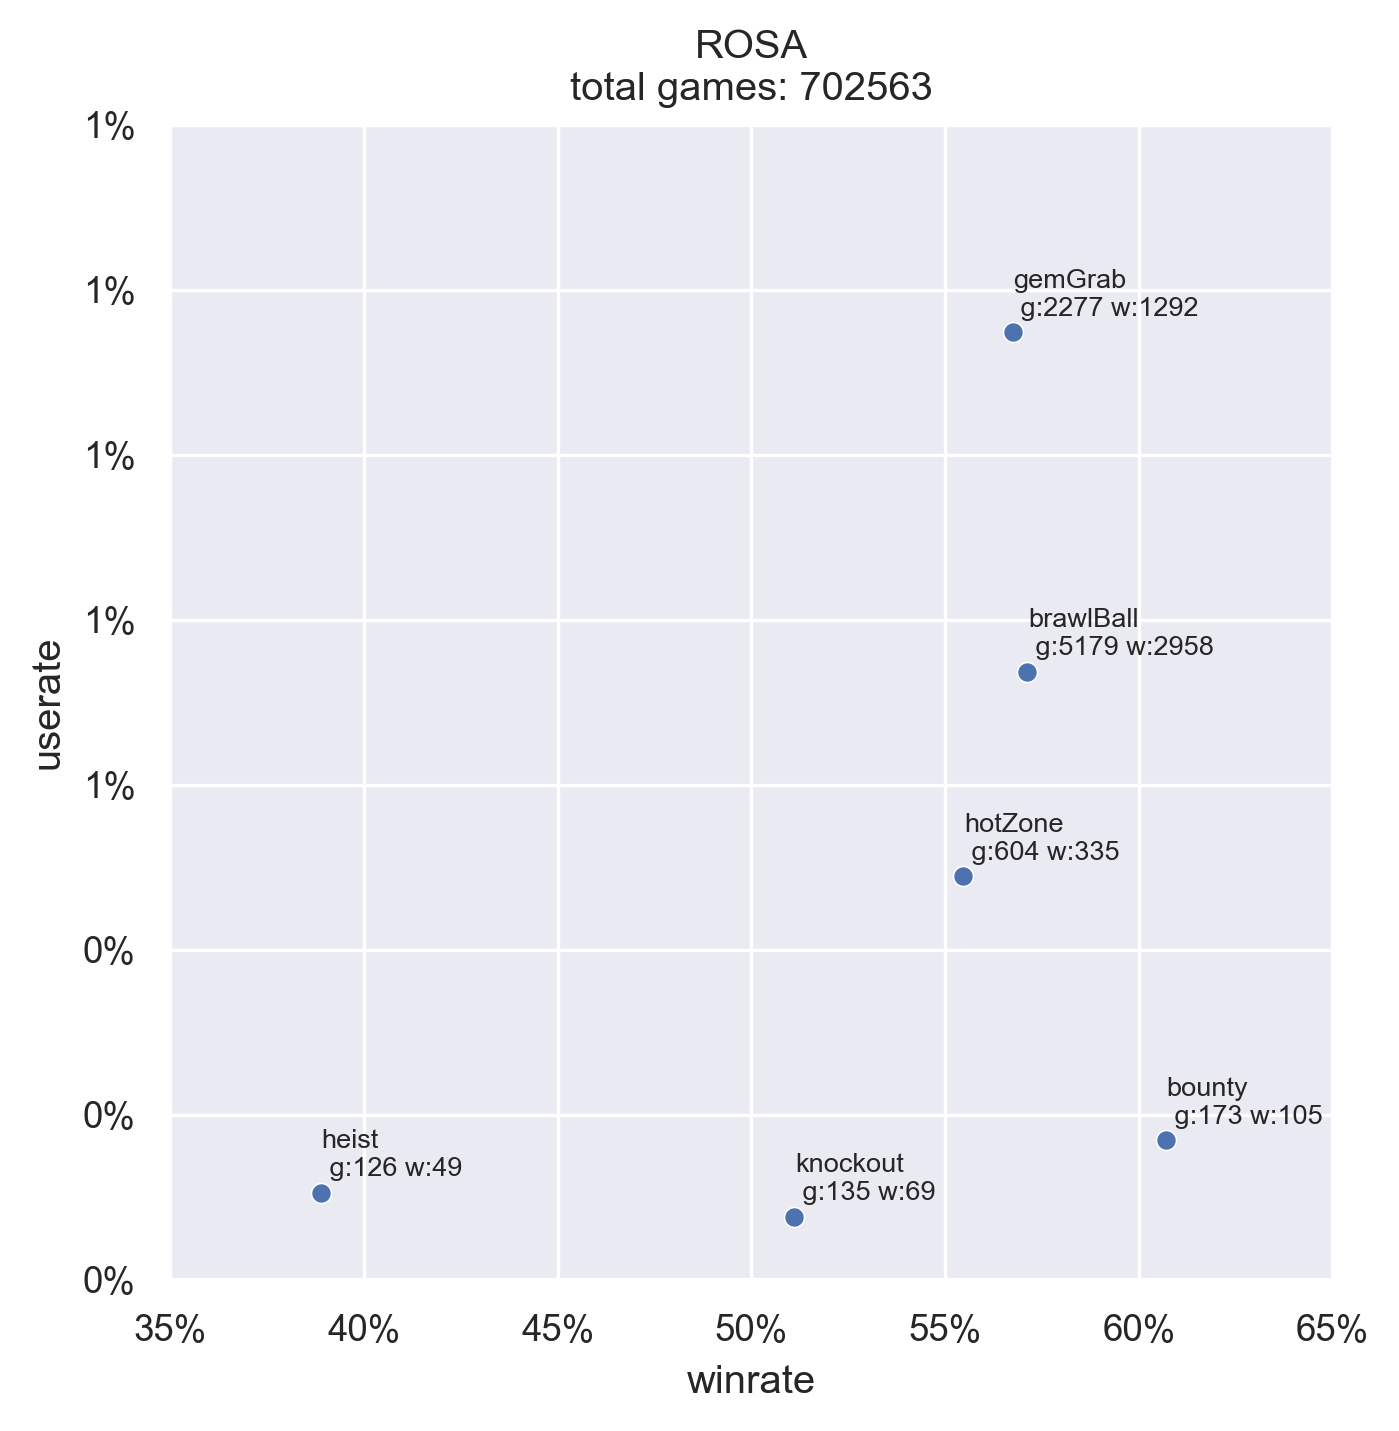 ROSA
total games: 702563
1%
1%
gemGrab
g:2277 w:1292
1%
1%
brawlBall
g:5179 w:2958
userate
1%
hotZone
g:604 w:335
0%
0%
bounty
g:173 w:105
heist
g:126 w:49
knockout
g:135 w:69
0%
35% 40% 45% 50% 55% 60% 65%
winrate